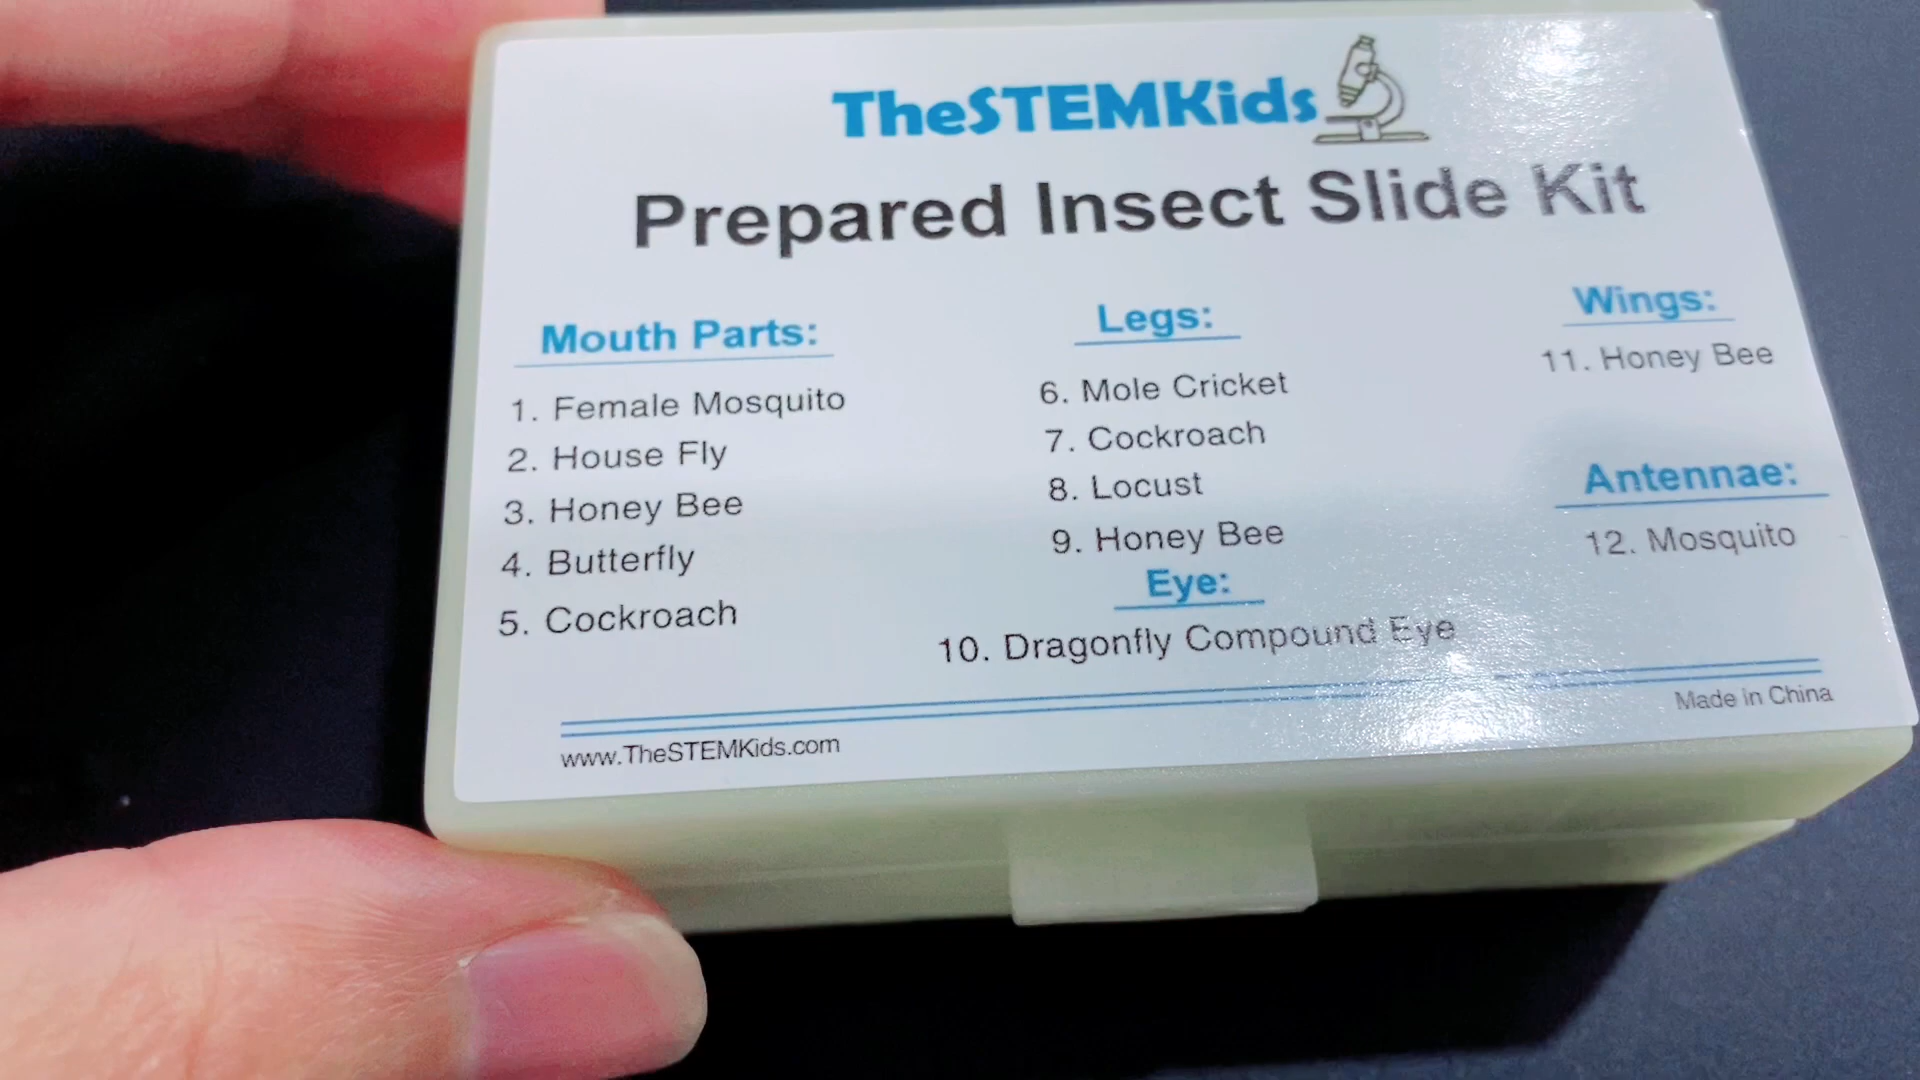 TheSTEMKids
Prepared Insect Slide Kit
Mouth Parts:
1. Female Mosquito
2. House Fly
3. Honey Bee
4. Butterfly
5. Cockroach
Legs:
6. Mole Cricket
7. Cockroach
8. Locust
9. Honey Bee
Eye:
10. Dragonfly Compound Eye
Wings:
11. Honey Bee
Antennae:
12. Mosquito
www.TheSTEMKids.com
Made in China